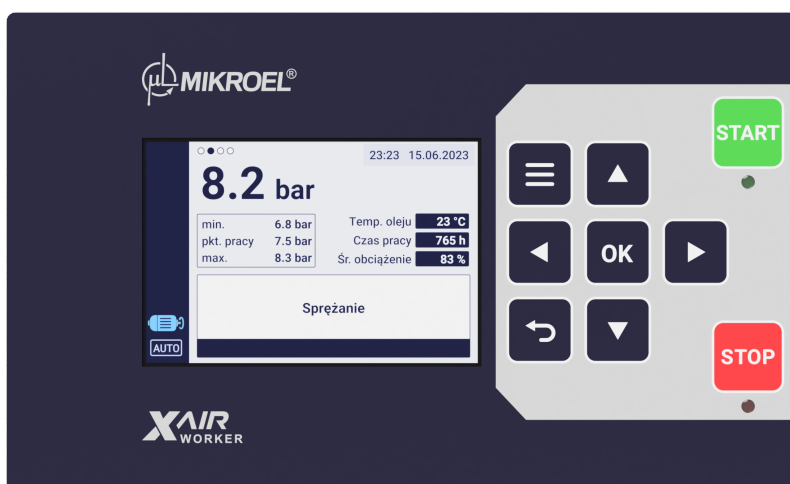 MIKROEL®
23:23 15.06.2023
8.2 bar
min. 6.8 bar
pkt. pracy 7.5 bar
max. 8.3 bar
Temp. oleju 23 °C
Czas pracy 765 h
Śr. obciążenie 83 %
Sprężanie
AUTO
XAIR
WORKER
START
OK
STOP